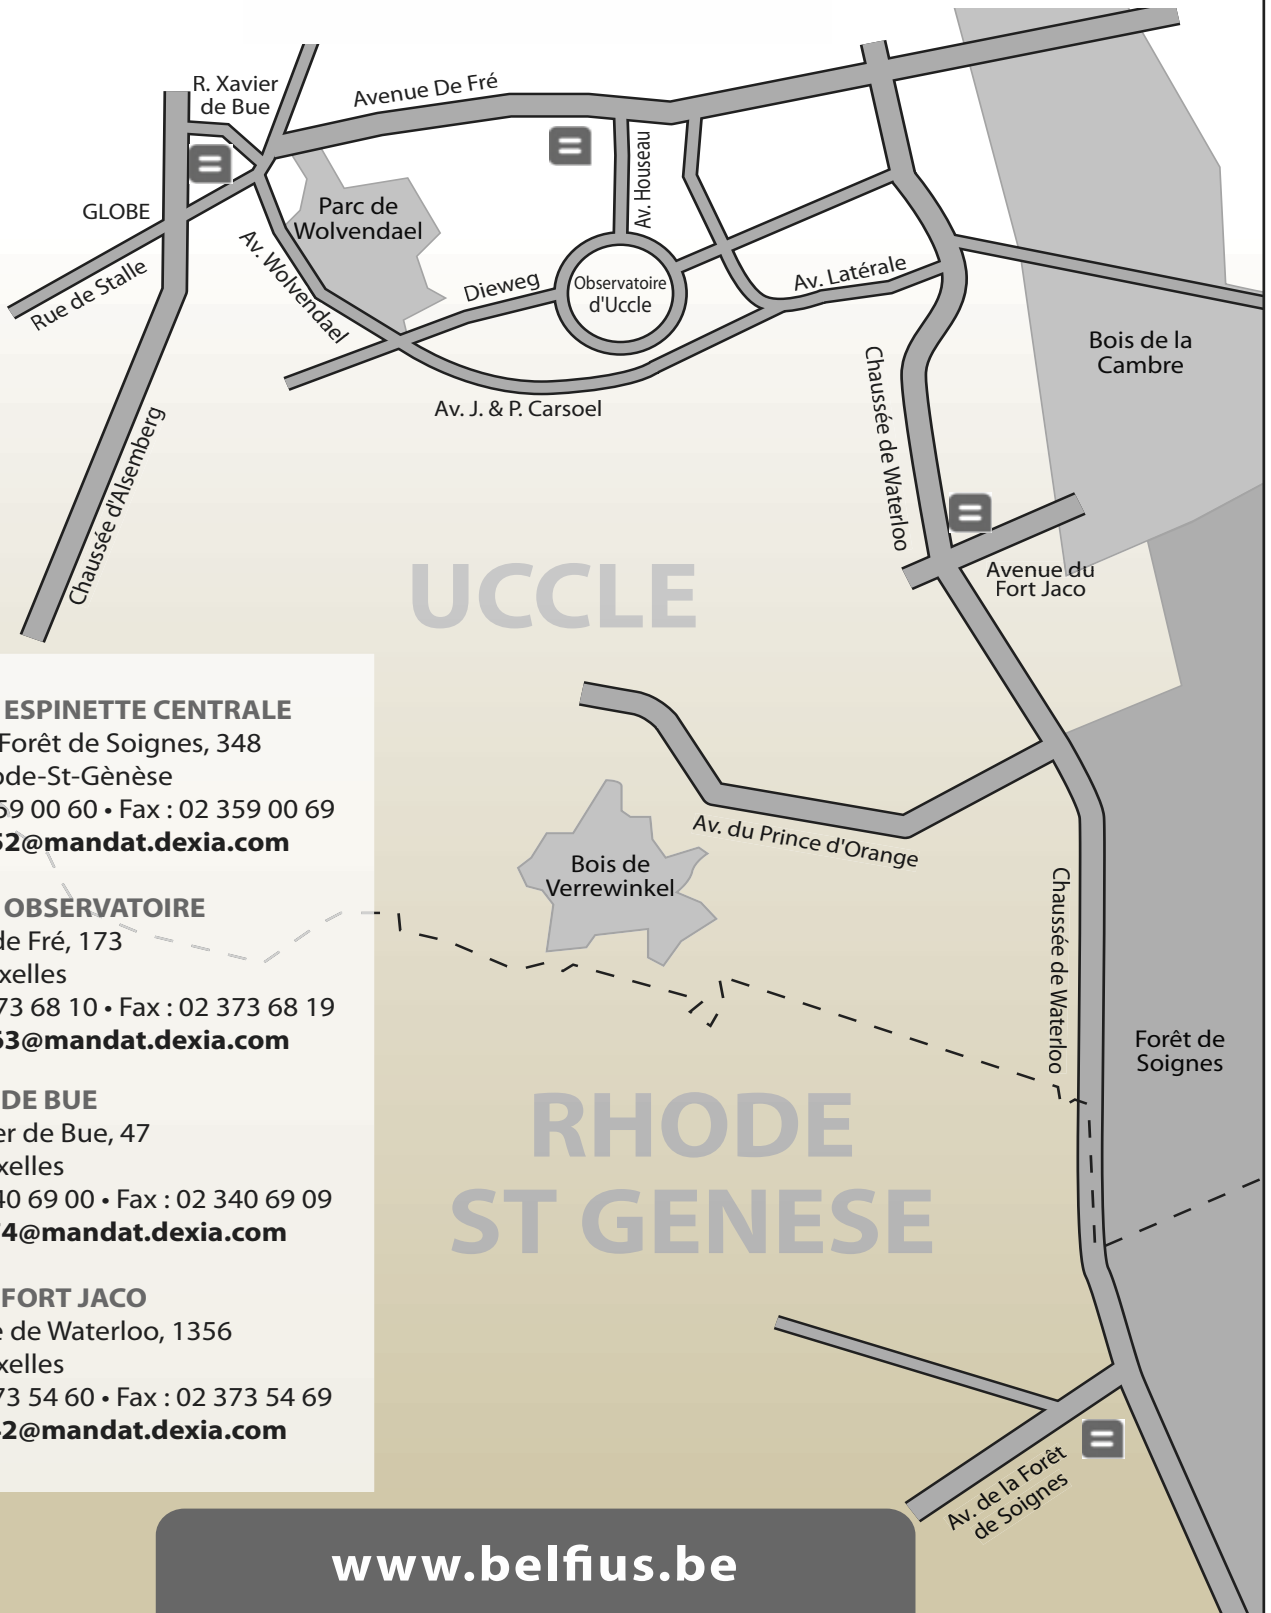 R. Xavier
de Bue
Avenue De Fré
Av. Houseau
GLOBE
Parc de
Wolvendael
Rue de Stalle
Av. Wolvendael
Dieweg
Observatoire
d'Uccle
Av. Latérale
Bois de la
Cambre
Av. J. & P. Carsoel
Chaussée de Waterloo
Chaussée d'Alsemberg
Avenue du
Fort Jaco
UCCLE
ESPINETTE CENTRALE
Forêt de Soignes, 348
ode-St-Gènèse
59 00 60 • Fax : 02 359 00 69
52@mandat.dexia.com
Av. du Prince d'Orange
Bois de
Verrewinkel
OBSERVATOIRE
de Fré, 173
xelles
73 68 10 • Fax : 02 373 68 19
53@mandat.dexia.com
Chaussée de Waterloo
Forêt de
Soignes
DE BUE
er de Bue, 47
xelles
40 69 00 • Fax : 02 340 69 09
74@mandat.dexia.com
RHODE
ST GENESE
FORT JACO
e de Waterloo, 1356
xelles
73 54 60 • Fax : 02 373 54 69
42@mandat.dexia.com
Av. de la Forêt
de Soignes
www.belfius.be